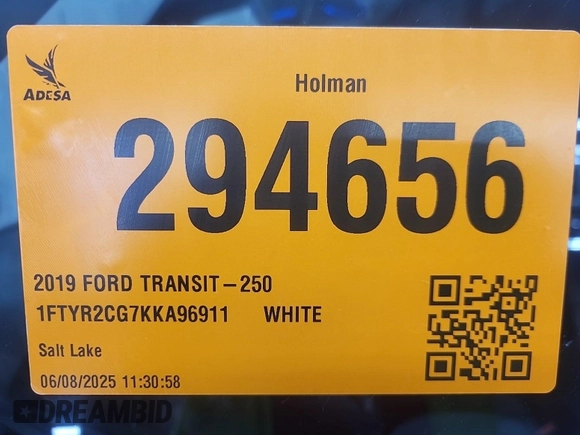 ADESA
Holman
294656
2019 FORD TRANSIT-250
1FTYR2CG7KKA96911 WHITE
Salt Lake
06/08/2025 11:30:58
DREAMBID